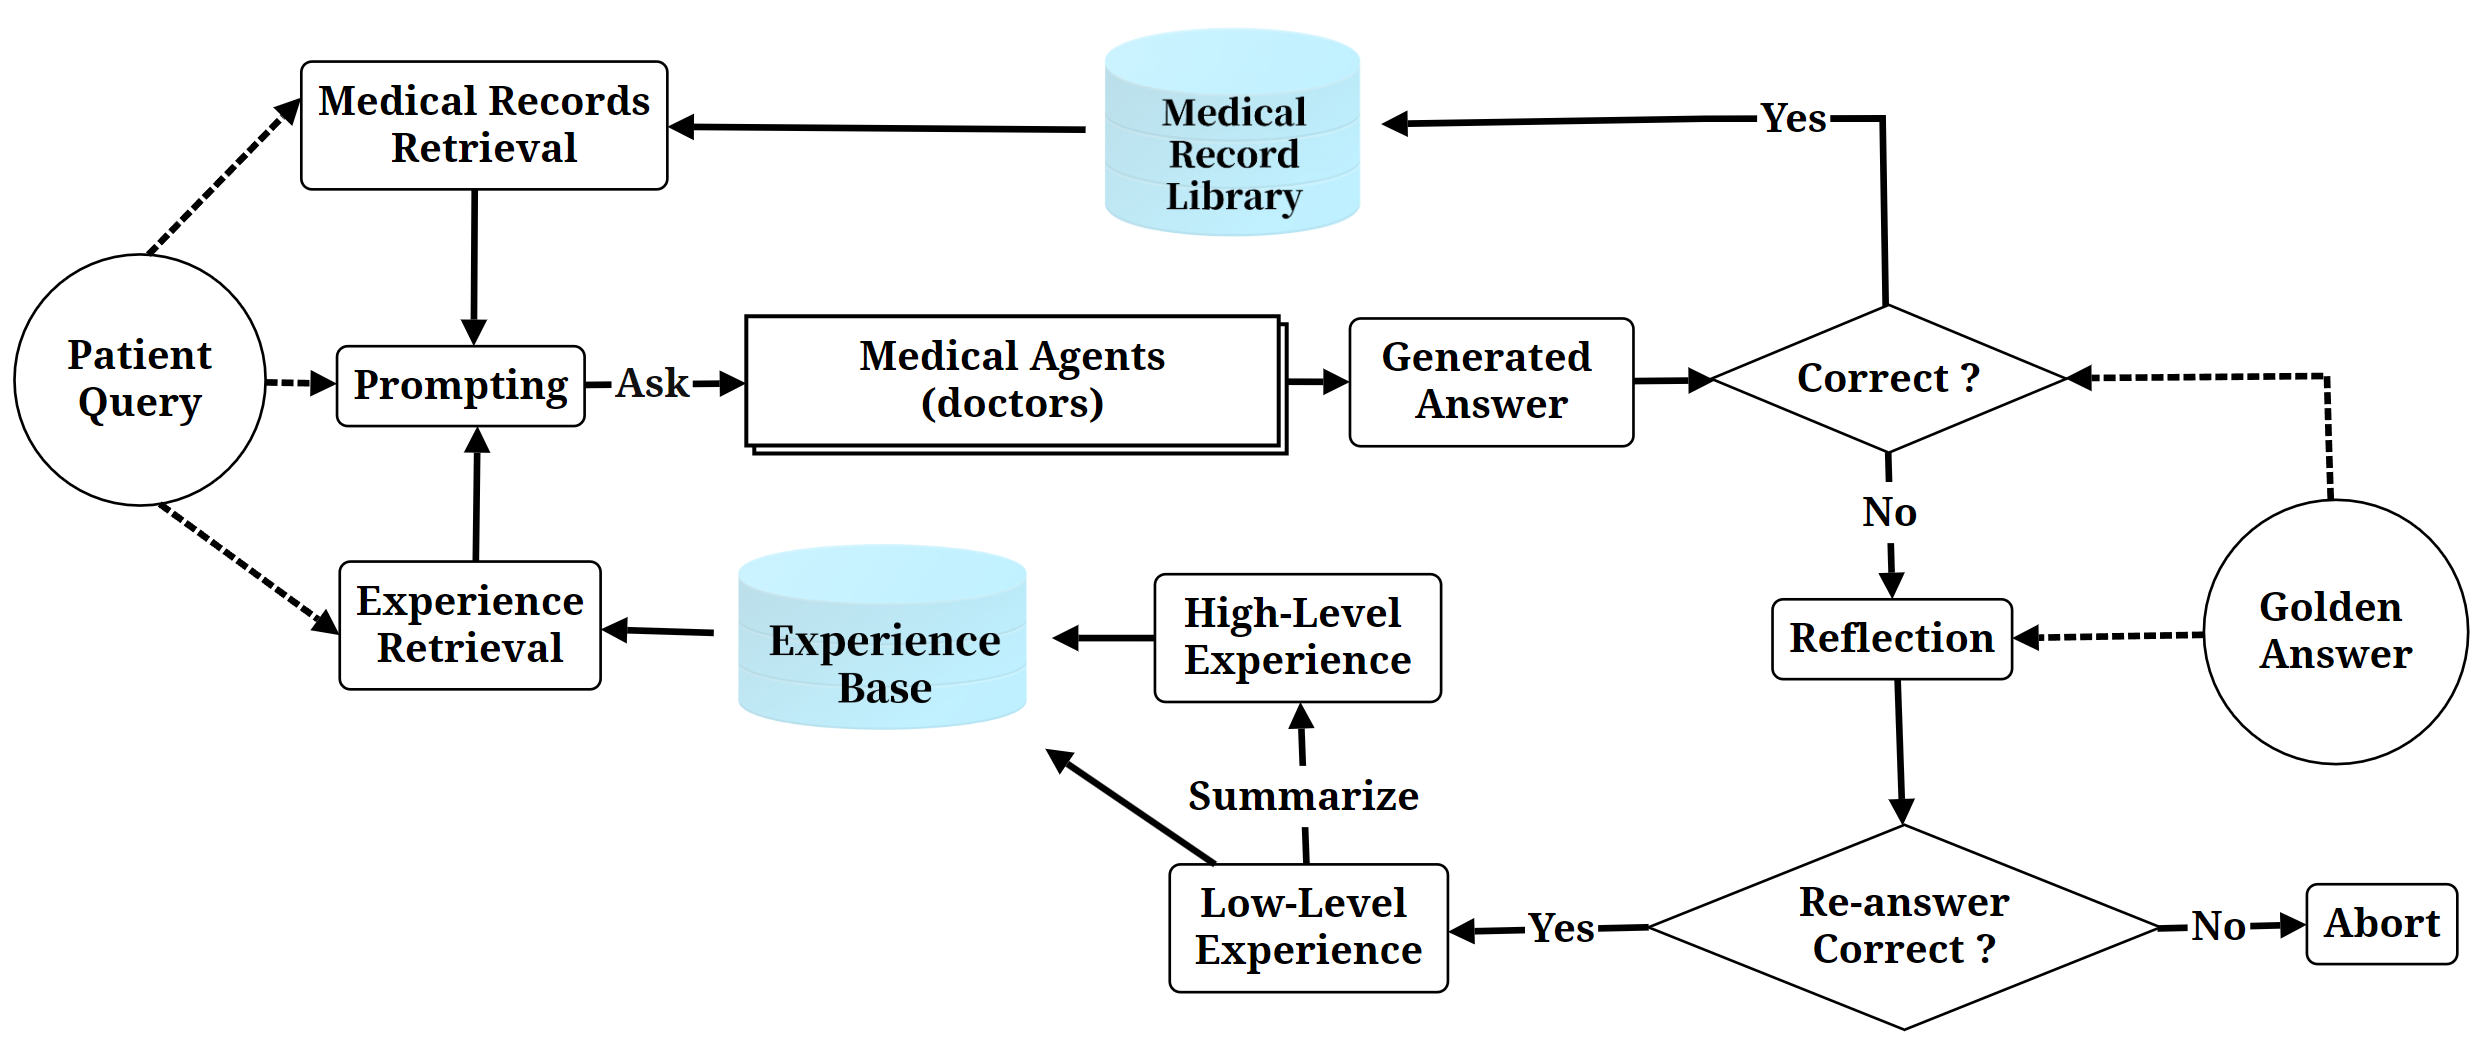 Medical Records
Retrieval
Medical
Record
Library
Yes
Patient
Query
Prompting
Ask
Medical Agents
(doctors)
Generated
Answer
Correct ?
No
Experience
Retrieval
Experience
Base
High-Level
Experience
Reflection
Golden
Answer
Summarize
Low-Level
Experience
Yes
Re-answer
Correct ?
No
Abort